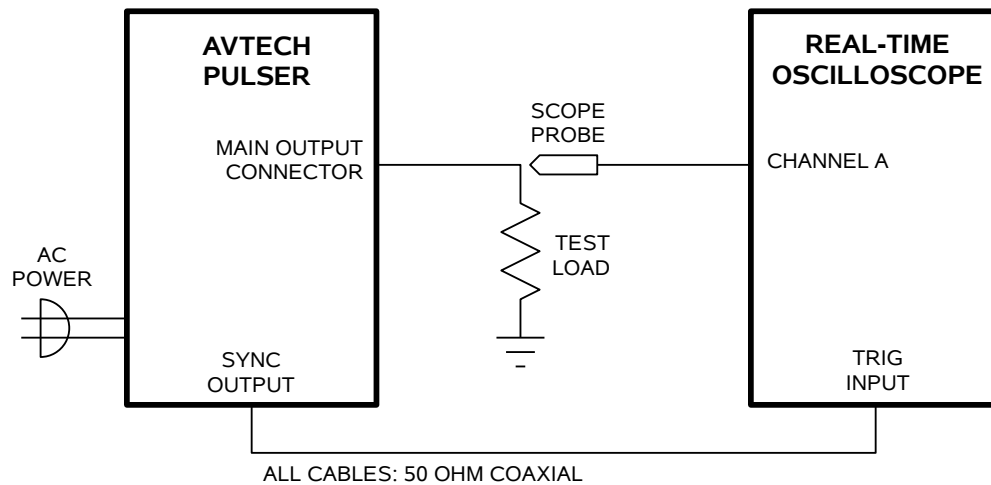 AVTECH
PULSER
REAL-TIME
OSCILLOSCOPE
SCOPE
PROBE
MAIN OUTPUT
CONNECTOR
CHANNEL A
TEST
LOAD
AC
POWER
SYNC
OUTPUT
TRIG
INPUT
ALL CABLES: 50 OHM COAXIAL